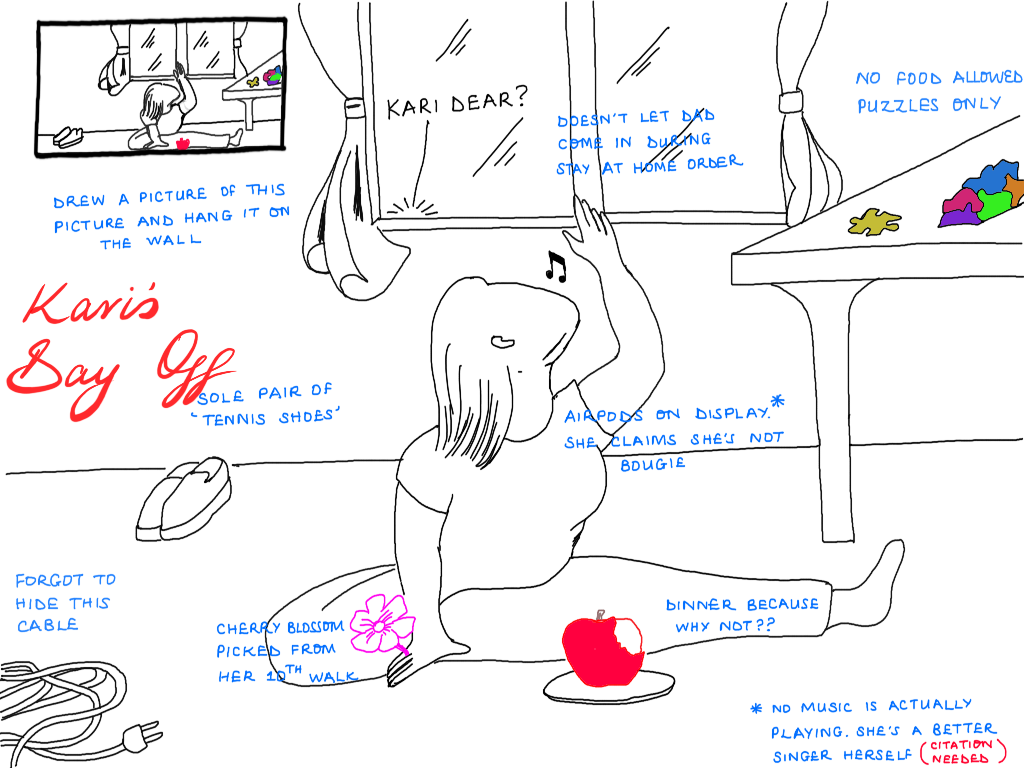 KARI DEAR?
DOESN'T LET DAD
COME IN DURING
STAY AT HOME ORDER
NO FOOD ALLOWED
PUZZLES ONLY
DREW A PICTURE OF THIS
PICTURE AND HANG IT ON
THE WALL
Kari's
Day Off
SOLE PAIR OF
'TENNIS SHOES'
AIRPODS ON DISPLAY.*
SHE CLAIMS SHE'S NOT
BOUGIE
FORGOT TO
HIDE THIS
CABLE
CHERRY BLOSSOM
PICKED FROM
HER 10TH WALK
DINNER BECAUSE
WHY NOT??
* NO MUSIC IS ACTUALLY
PLAYING. SHE'S A BETTER
SINGER HERSELF (CITATION
NEEDED)